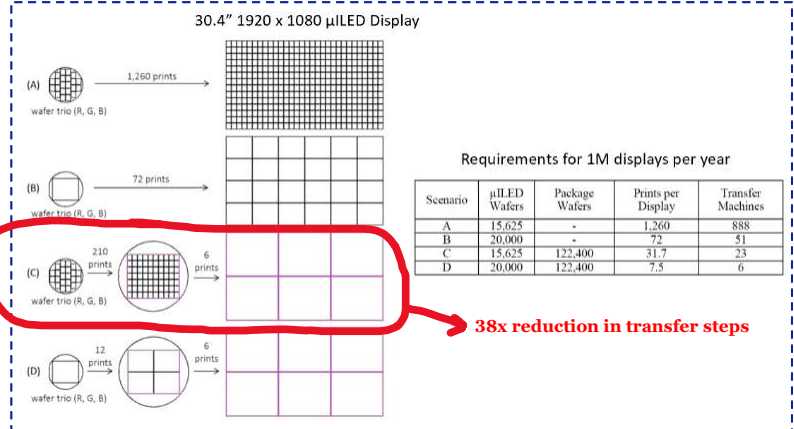 30.4” 1920 x 1080 µILED Display
(A)
1,260 prints
wafer trio (R, G, B)
(B)
72 prints
wafer trio (R, G, B)
(C)
210
prints
6
prints
wafer trio (R, G, B)
(D)
12
prints
6
prints
wafer trio (R, G, B)
Requirements for 1M displays per year
Scenario | µILED Wafers | Package Wafers | Prints per Display | Transfer Machines
A | 15,625 | - | 1,260 | 888
B | 20,000 | - | 72 | 51
C | 15,625 | 122,400 | 31.7 | 23
D | 20,000 | 122,400 | 7.5 | 6
38x reduction in transfer steps